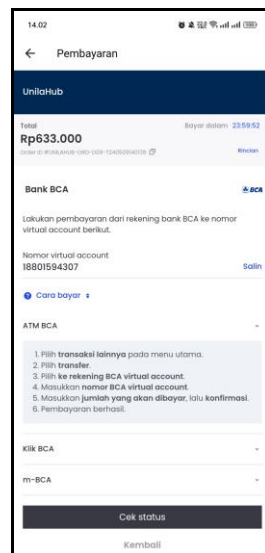 14.02
Pembayaran
UnilaHub
Total
Bayar dalam 23:59:52
Rp633.000
Rincian
Bank BCA
BCA
Lakukan pembayaran dari rekening bank BCA ke nomor
virtual account berikut.
Nomor virtual account
18801594307
Salin
Cara bayar
ATM BCA
1. Pilih transaksi lainnya pada menu utama.
2. Pilih transfer.
3. Pilih ke rekening BCA virtual account.
4. Masukkan nomor BCA virtual account.
5. Masukkan jumlah yang akan dibayar, lalu konfirmasi.
6. Pembayaran berhasil.
Klik BCA
m-BCA
Cek status
Kembali